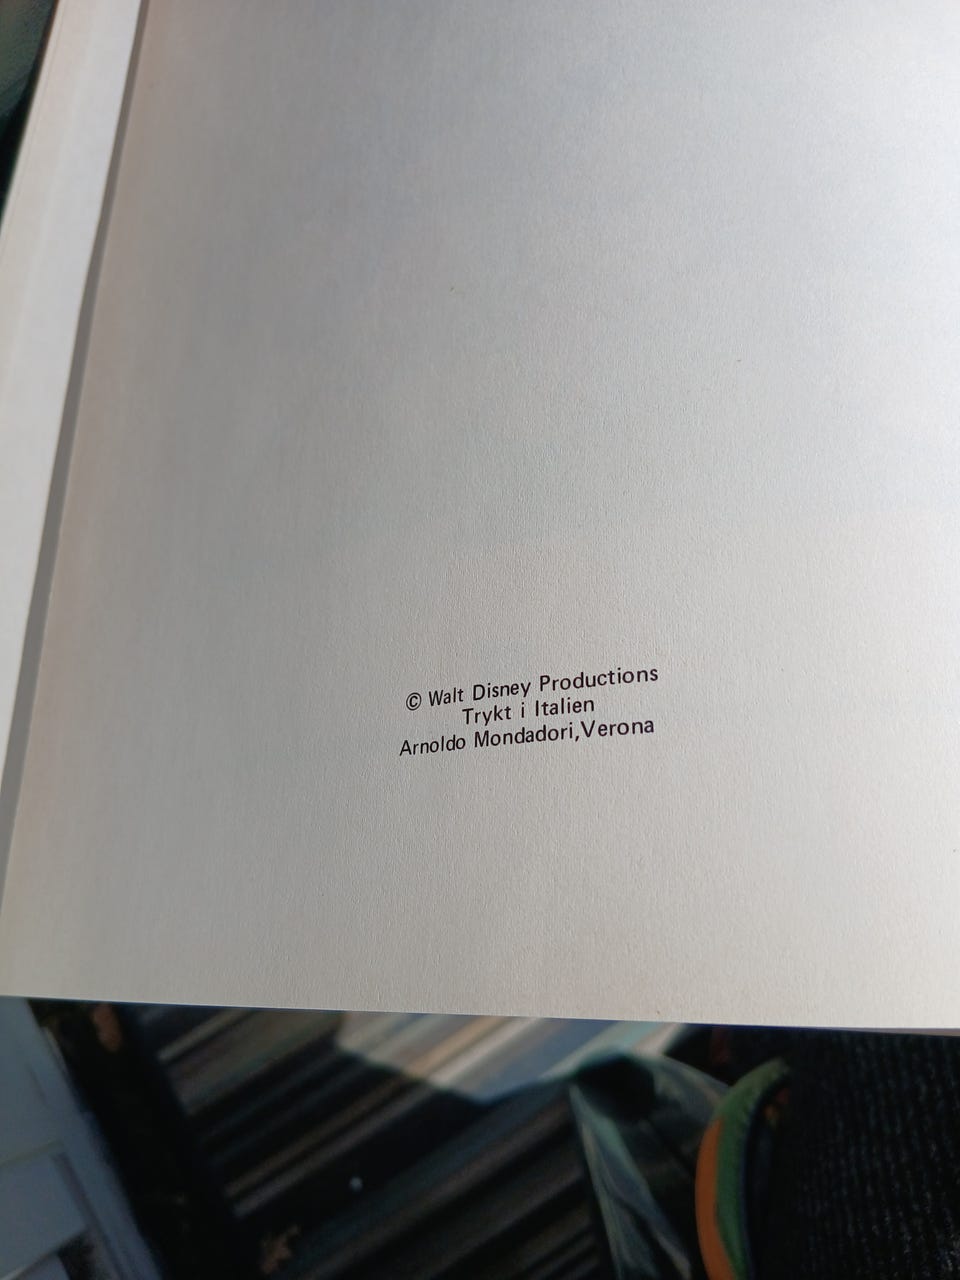 © Walt Disney Productions
Trykt i Italien
Arnoldo Mondadori,Verona